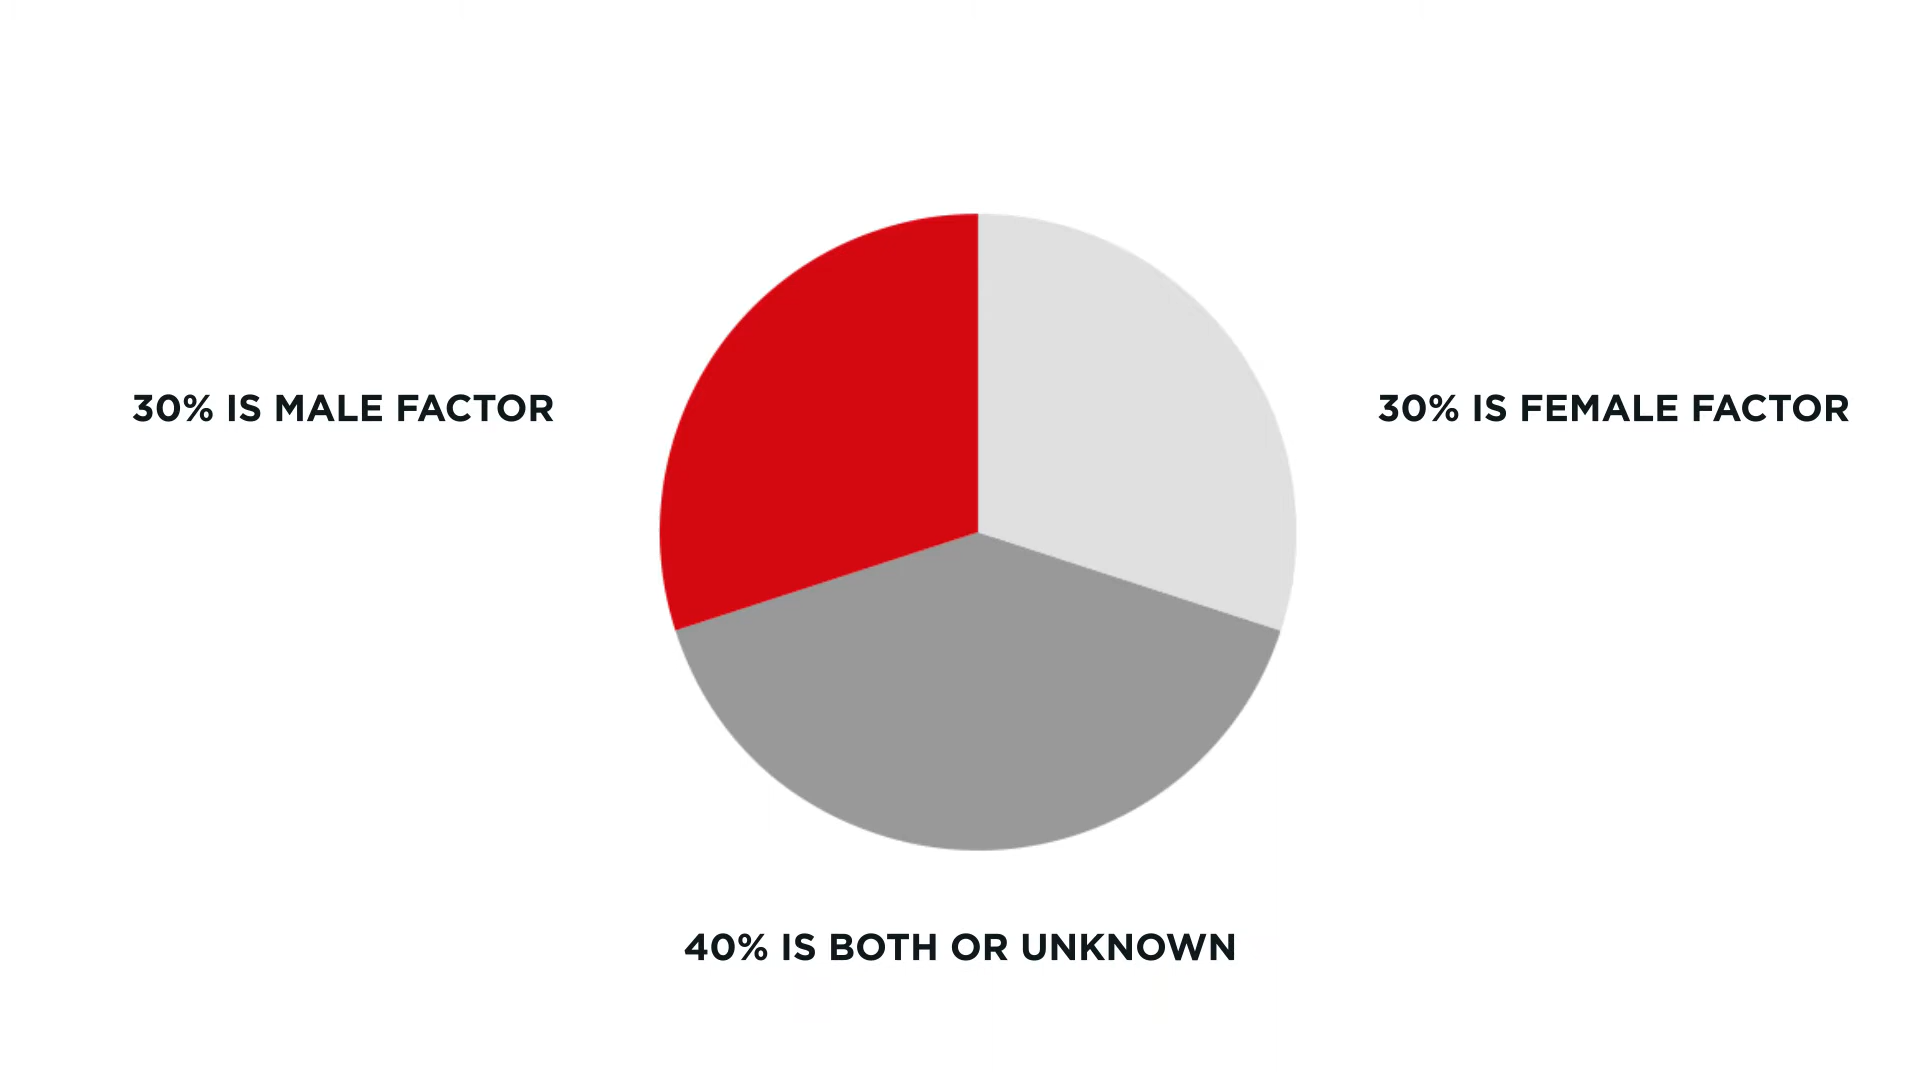 30% IS MALE FACTOR
30% IS FEMALE FACTOR
40% IS BOTH OR UNKNOWN